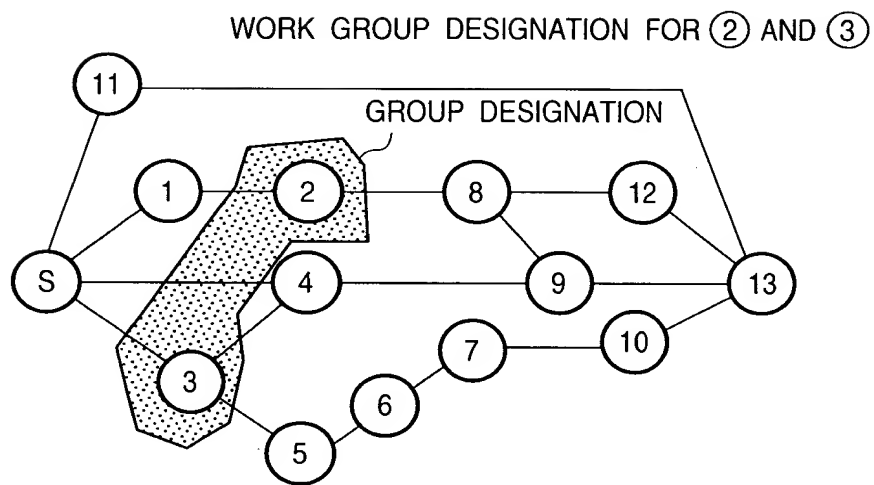 WORK GROUP DESIGNATION FOR ② AND ③
11
GROUP DESIGNATION
1 2 8 12
S 4 9 13
3 7 10
6
5